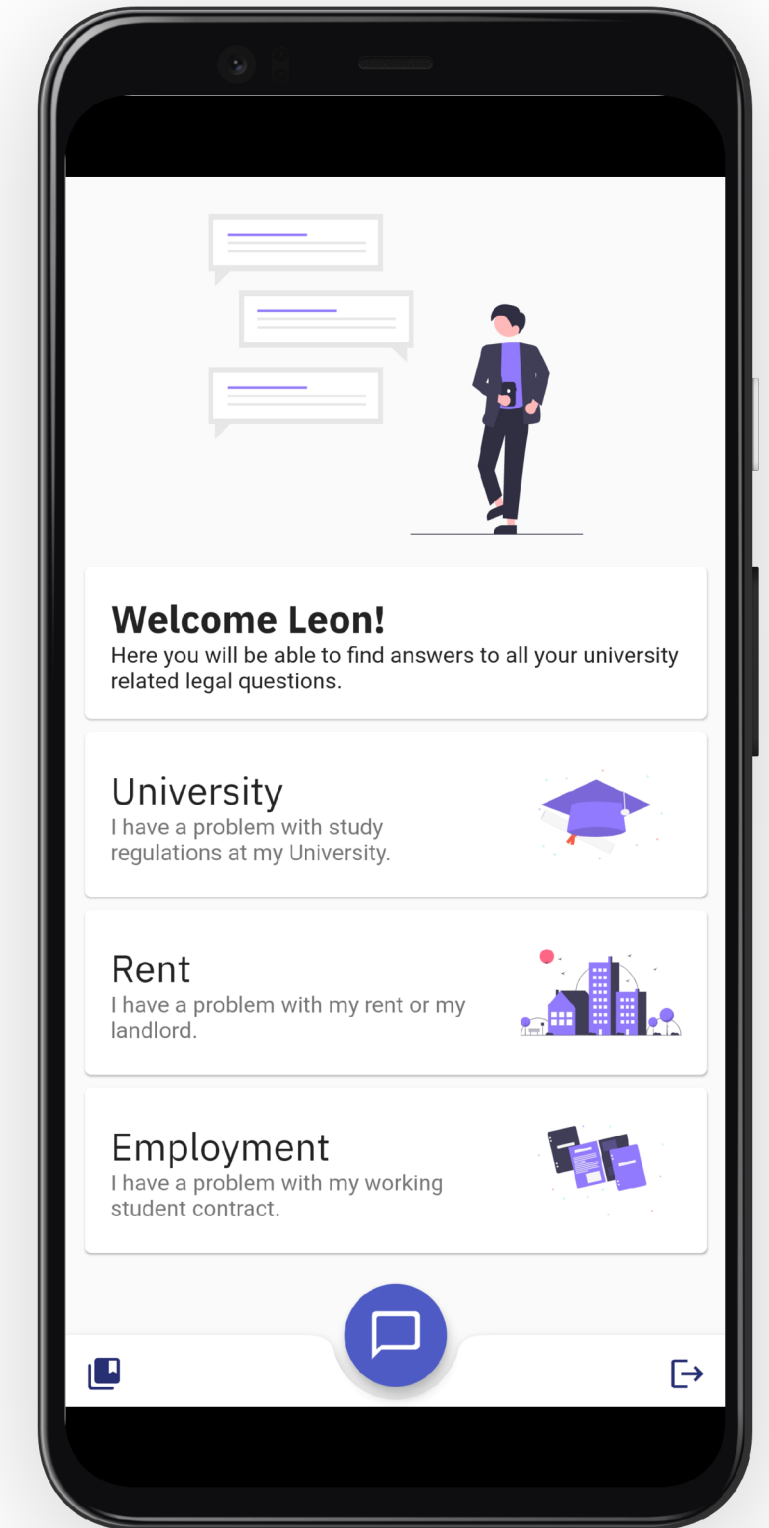 Welcome Leon!
Here you will be able to find answers to all your university
related legal questions.
University
I have a problem with study
regulations at my University.
Rent
I have a problem with my rent or my
landlord.
Employment
I have a problem with my working
student contract.